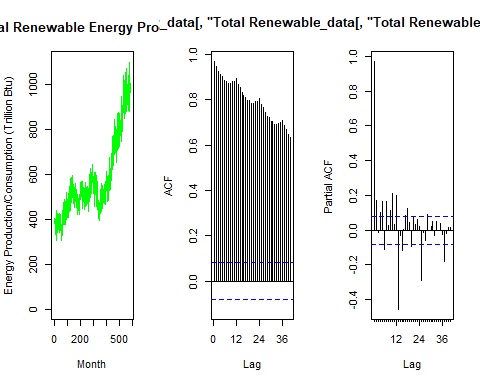 al Renewable Energy Pro
_data[, "Total Renewable
_data[, "Total Renewable
Energy Production/Consumption (Trillion Btu)
0 200 400 600 800 1000
0 200 500
Month
ACF
0.0 0.2 0.4 0.6 0.8 1.0
0 12 24 36
Lag
Partial ACF
-0.4 -0.2 0.0 0.2 0.4 0.6 0.8 1.0
12 24 36
Lag